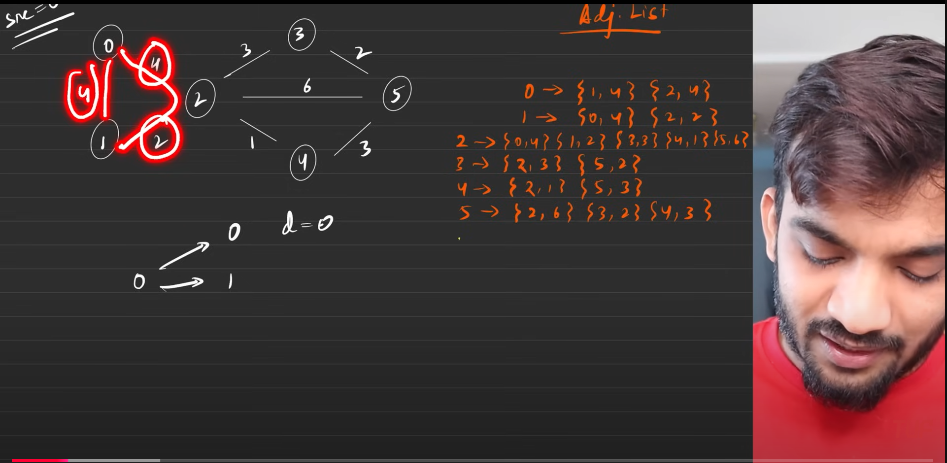 src=0
Adj. List
0
4
4
1
2
2
3
3
2
6
5
1
4
3
0 → {1, 4} {2, 4}
1 → {0, 4} {2, 2}
2 → {0,4} {1, 2} {3,3} {4, 1} {5, 6}
3 → {2, 3} {5, 2}
4 → {2, 1} {5, 3}
5 → {2, 6} {3, 2} {4, 3}
0 d=0
0 1